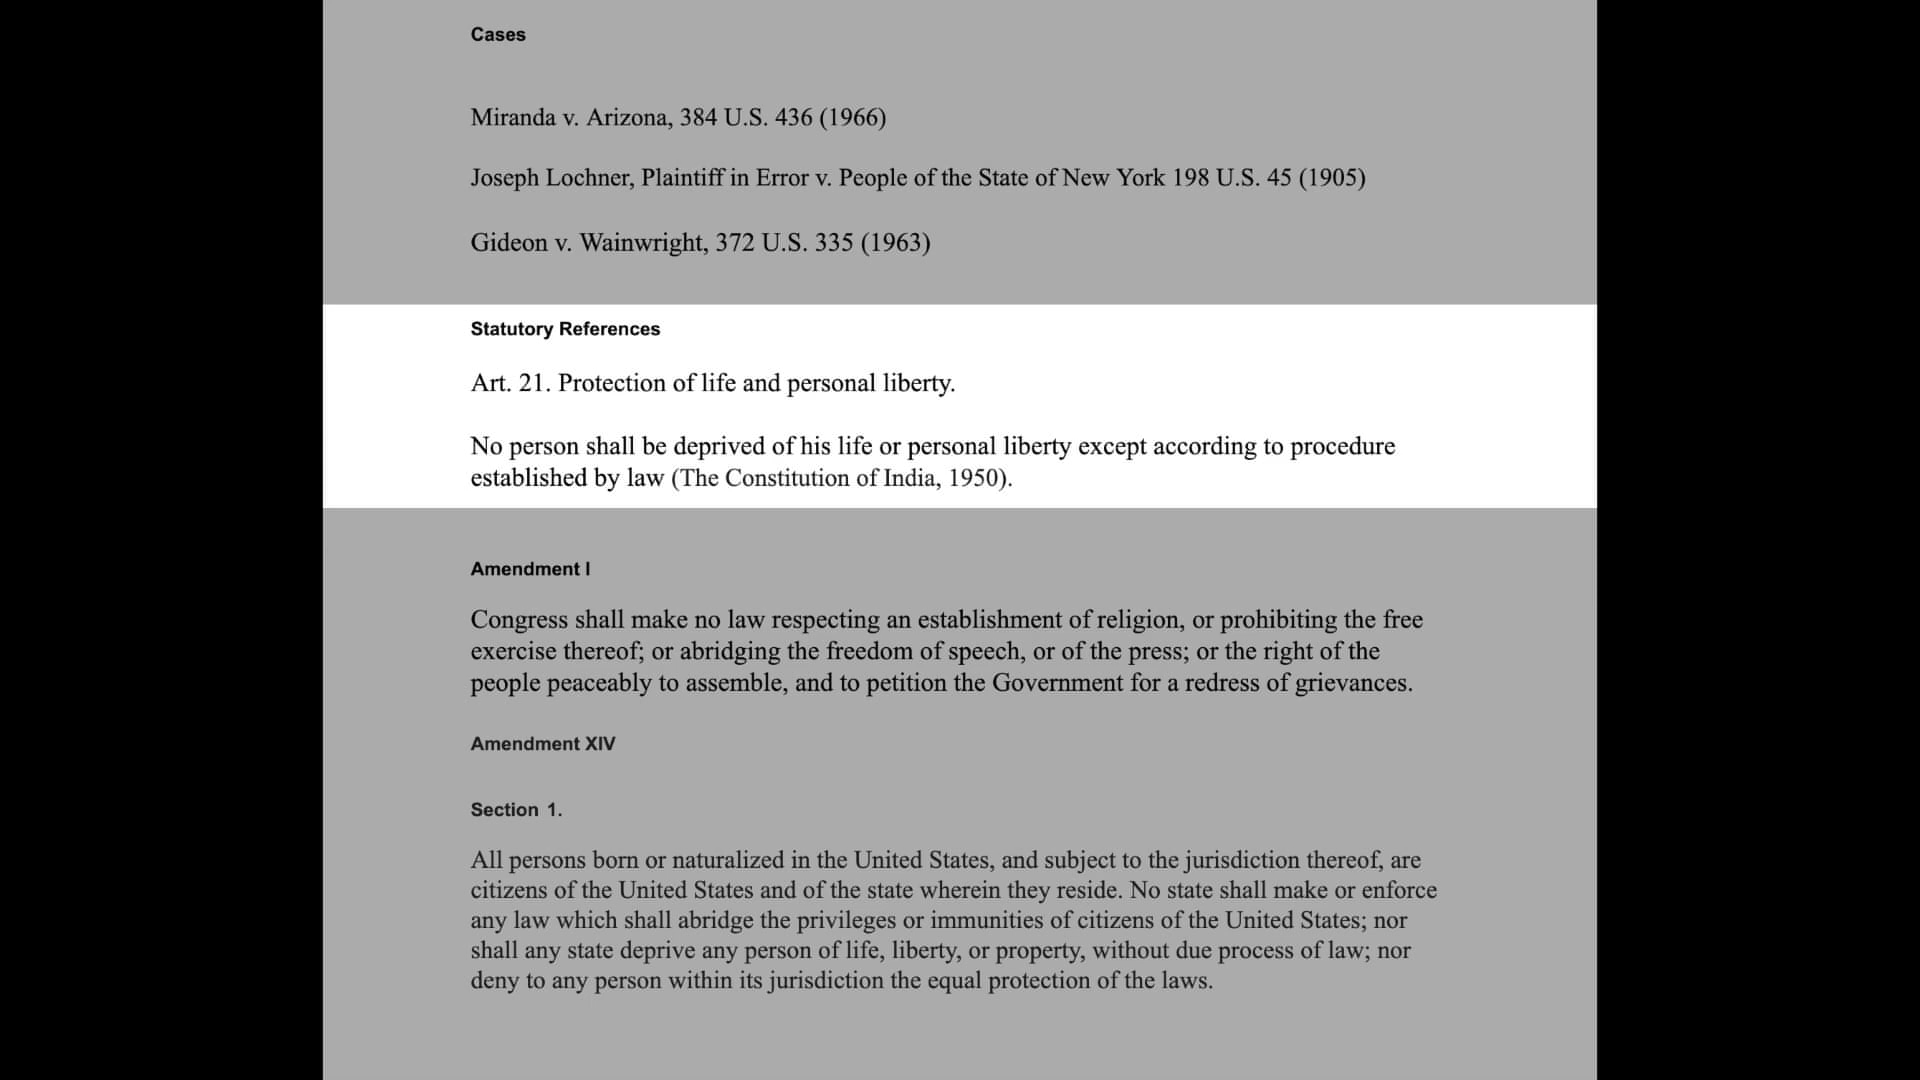 Cases
Miranda v. Arizona, 384 U.S. 436 (1966)
Joseph Lochner, Plaintiff in Error v. People of the State of New York 198 U.S. 45 (1905)
Gideon v. Wainwright, 372 U.S. 335 (1963)
Statutory References
Art. 21. Protection of life and personal liberty.
No person shall be deprived of his life or personal liberty except according to procedure
established by law (The Constitution of India, 1950).
Amendment I
Congress shall make no law respecting an establishment of religion, or prohibiting the free
exercise thereof; or abridging the freedom of speech, or of the press; or the right of the
people peaceably to assemble, and to petition the Government for a redress of grievances.
Amendment XIV
Section 1.
All persons born or naturalized in the United States, and subject to the jurisdiction thereof, are
citizens of the United States and of the state wherein they reside. No state shall make or enforce
any law which shall abridge the privileges or immunities of citizens of the United States; nor
shall any state deprive any person of life, liberty, or property, without due process of law; nor
deny to any person within its jurisdiction the equal protection of the laws.